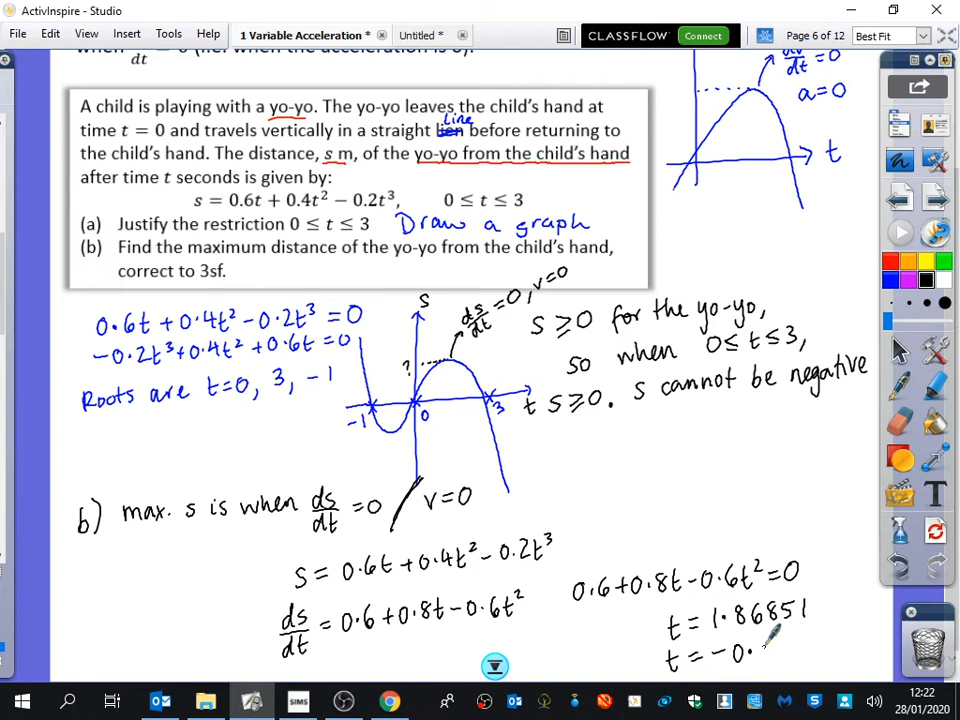 ActivInspire
File Edit View Insert Tools Help
1 Variable Acceleration * Untitled *
CLASSFLOW Connect Page 6 of 12 Best Fit
dt
A child is playing with a yo-yo. The yo-yo leaves the child's hand at
time t = 0 and travels vertically in a straight line before returning to
the child's hand. The distance, s m, of the yo-yo from the child's hand
after time t seconds is given by:
s = 0.6t + 0.4t² − 0.2t³, 0 ≤ t ≤ 3
(a) Justify the restriction 0 ≤ t ≤ 3 Draw a graph
(b) Find the maximum distance of the yo-yo from the child's hand,
correct to 3sf.
dv/dt = 0
a = 0
t
0.6t + 0.4t² - 0.2t³ = 0
-0.2t³ + 0.4t² + 0.6t = 0
Roots are t=0, 3, -1
s
ds/dt = 0, v=0
?
-1 0 3 t
s ≥ 0 for the yo-yo,
so when 0 ≤ t ≤ 3,
s ≥ 0. s cannot be negative
b) max. s is when ds/dt = 0 v = 0
s = 0.6t + 0.4t² - 0.2t³
ds/dt = 0.6 + 0.8t - 0.6t²
0.6 + 0.8t - 0.6t² = 0
t = 1.86851
t = -0.
SIMS
12:22
28/01/2020